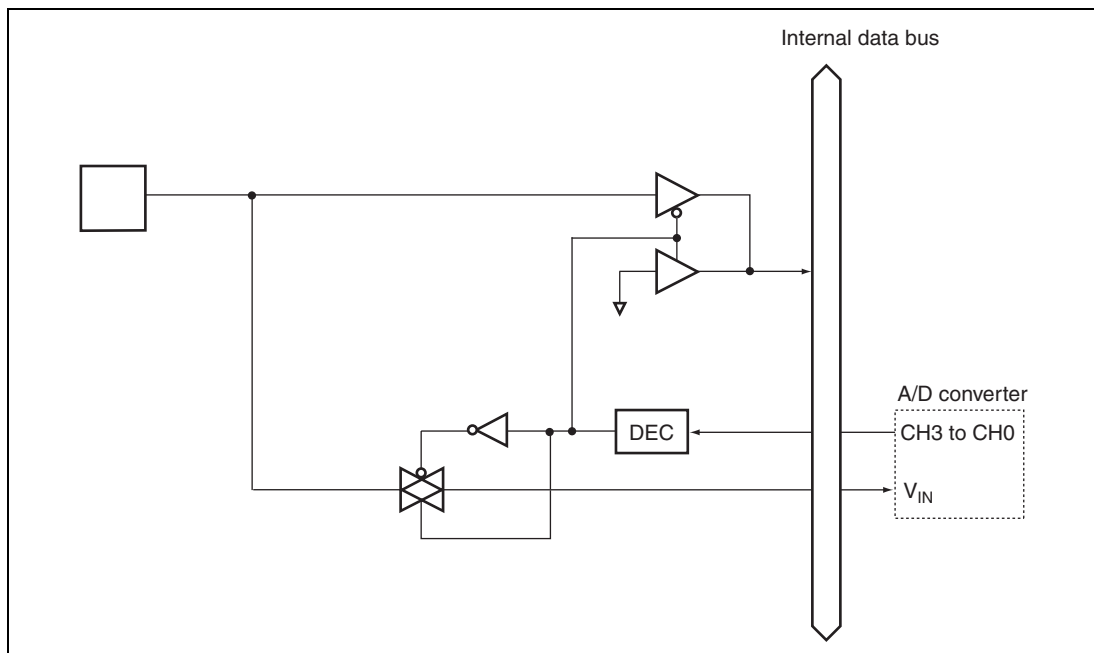 Internal data bus
A/D converter
DEC
CH3 to CH0
VIN